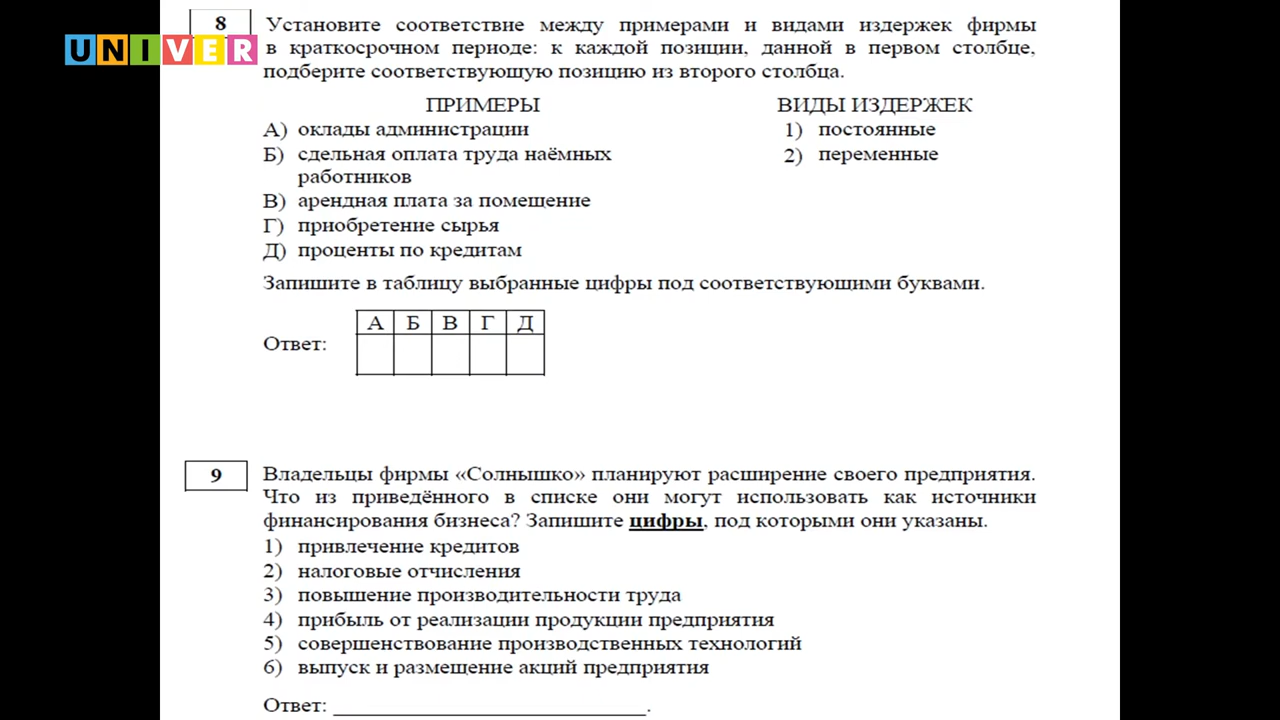 8
UNIVER
Установите соответствие между примерами и видами издержек фирмы
в краткосрочном периоде: к каждой позиции, данной в первом столбце,
подберите соответствующую позицию из второго столбца.
ПРИМЕРЫ
А) оклады администрации
Б) сдельная оплата труда наёмных
работников
В) арендная плата за помещение
Г) приобретение сырья
Д) проценты по кредитам
ВИДЫ ИЗДЕРЖЕК
1) постоянные
2) переменные
Запишите в таблицу выбранные цифры под соответствующими буквами.
Ответ:
А Б В Г Д
9
Владельцы фирмы «Солнышко» планируют расширение своего предприятия.
Что из приведённого в списке они могут использовать как источники
финансирования бизнеса? Запишите цифры, под которыми они указаны.
1) привлечение кредитов
2) налоговые отчисления
3) повышение производительности труда
4) прибыль от реализации продукции предприятия
5) совершенствование производственных технологий
6) выпуск и размещение акций предприятия
Ответ: ____________________________.